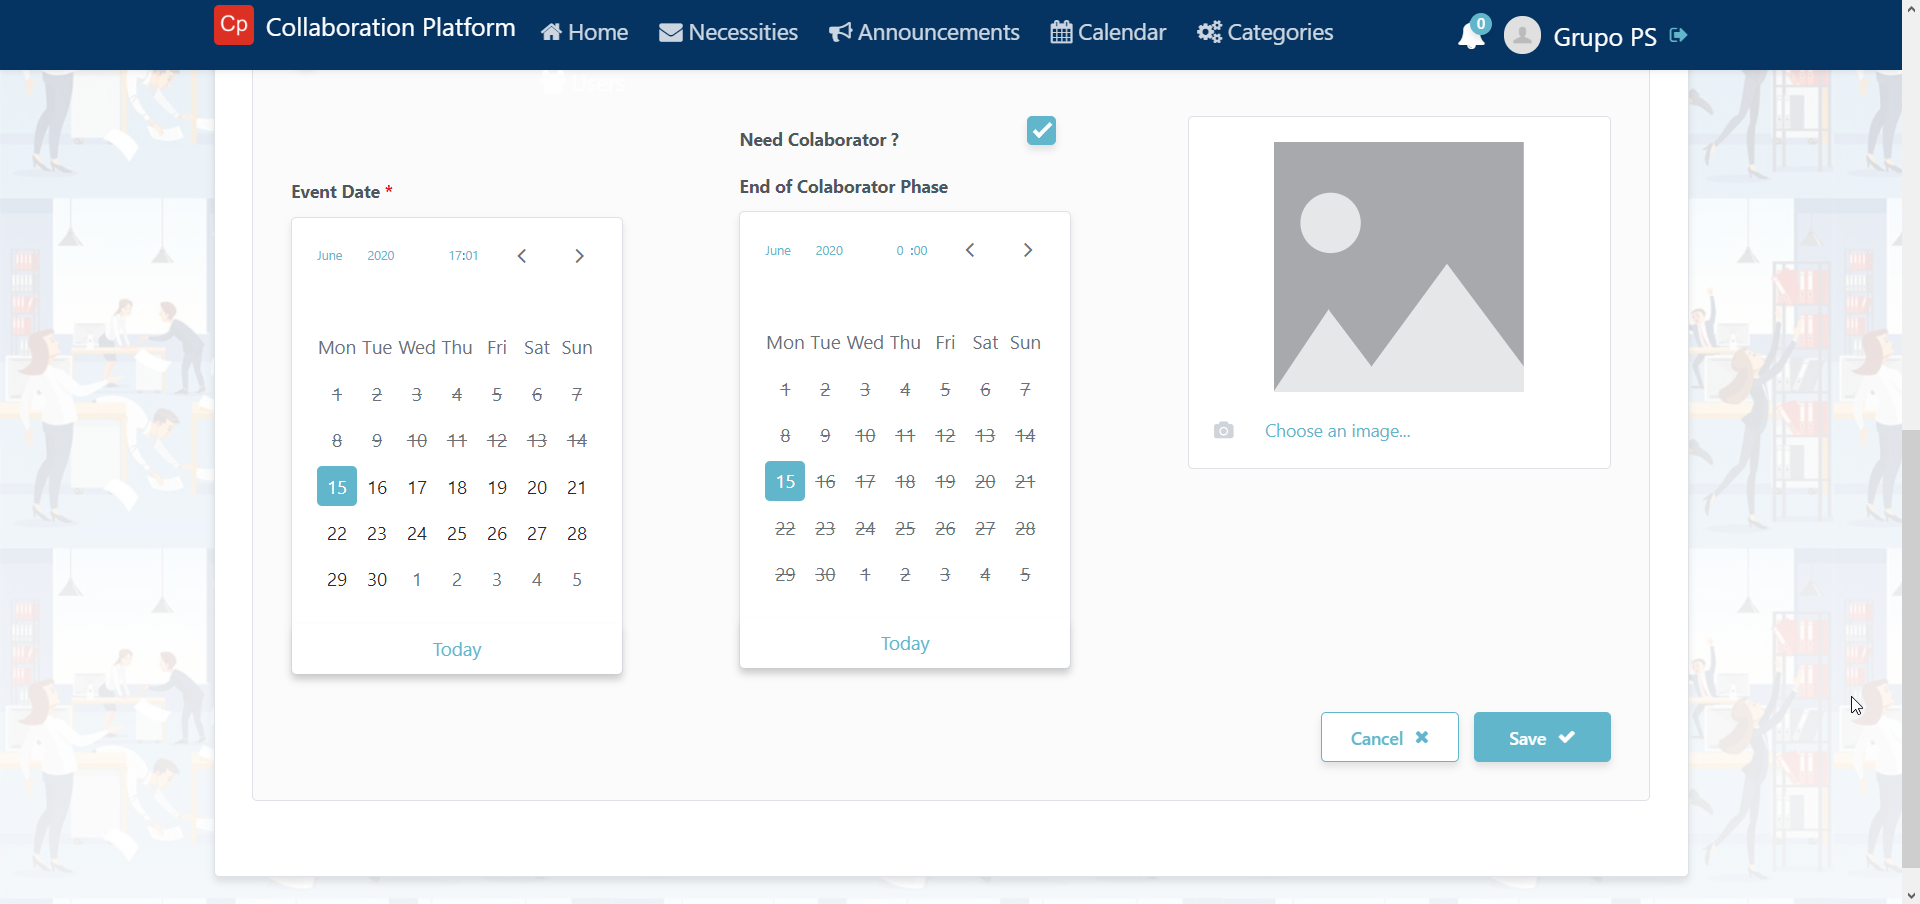 Cp Collaboration Platform Home Necessities Announcements Calendar Categories 0 Grupo PS
Users
Need Colaborator ?
Event Date *
June 2020 17:01
Mon Tue Wed Thu Fri Sat Sun
1 2 3 4 5 6 7
8 9 10 11 12 13 14
15 16 17 18 19 20 21
22 23 24 25 26 27 28
29 30 1 2 3 4 5
Today
End of Colaborator Phase
June 2020 0 :00
Mon Tue Wed Thu Fri Sat Sun
1 2 3 4 5 6 7
8 9 10 11 12 13 14
15 16 17 18 19 20 21
22 23 24 25 26 27 28
29 30 1 2 3 4 5
Today
Choose an image...
Cancel
Save